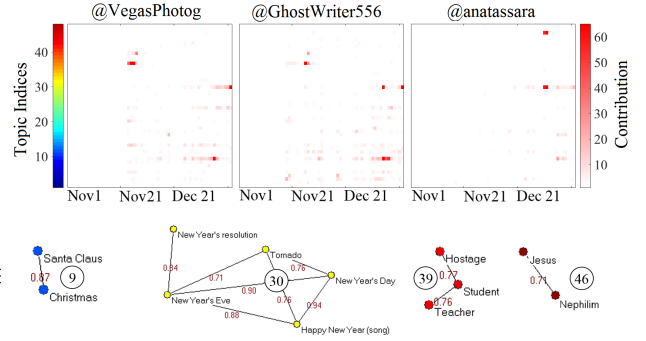 @VegasPhotog @GhostWriter556 @anatassara
Topic Indices
40
30
20
10
Nov1 Nov21 Dec 21
Nov1 Nov21 Dec 21
Nov1 Nov21 Dec 21
60
50
40
30
20
10
Contribution
Santa Claus
0.87
9
Christmas
New Year's resolution
0.94
Tornado
0.71
0.76
30
New Year's Day
0.90
New Year's Eve
0.76
0.94
0.88
Happy New Year (song)
Hostage
39
0.77
Student
0.76
Teacher
Jesus
46
0.71
Nephilim